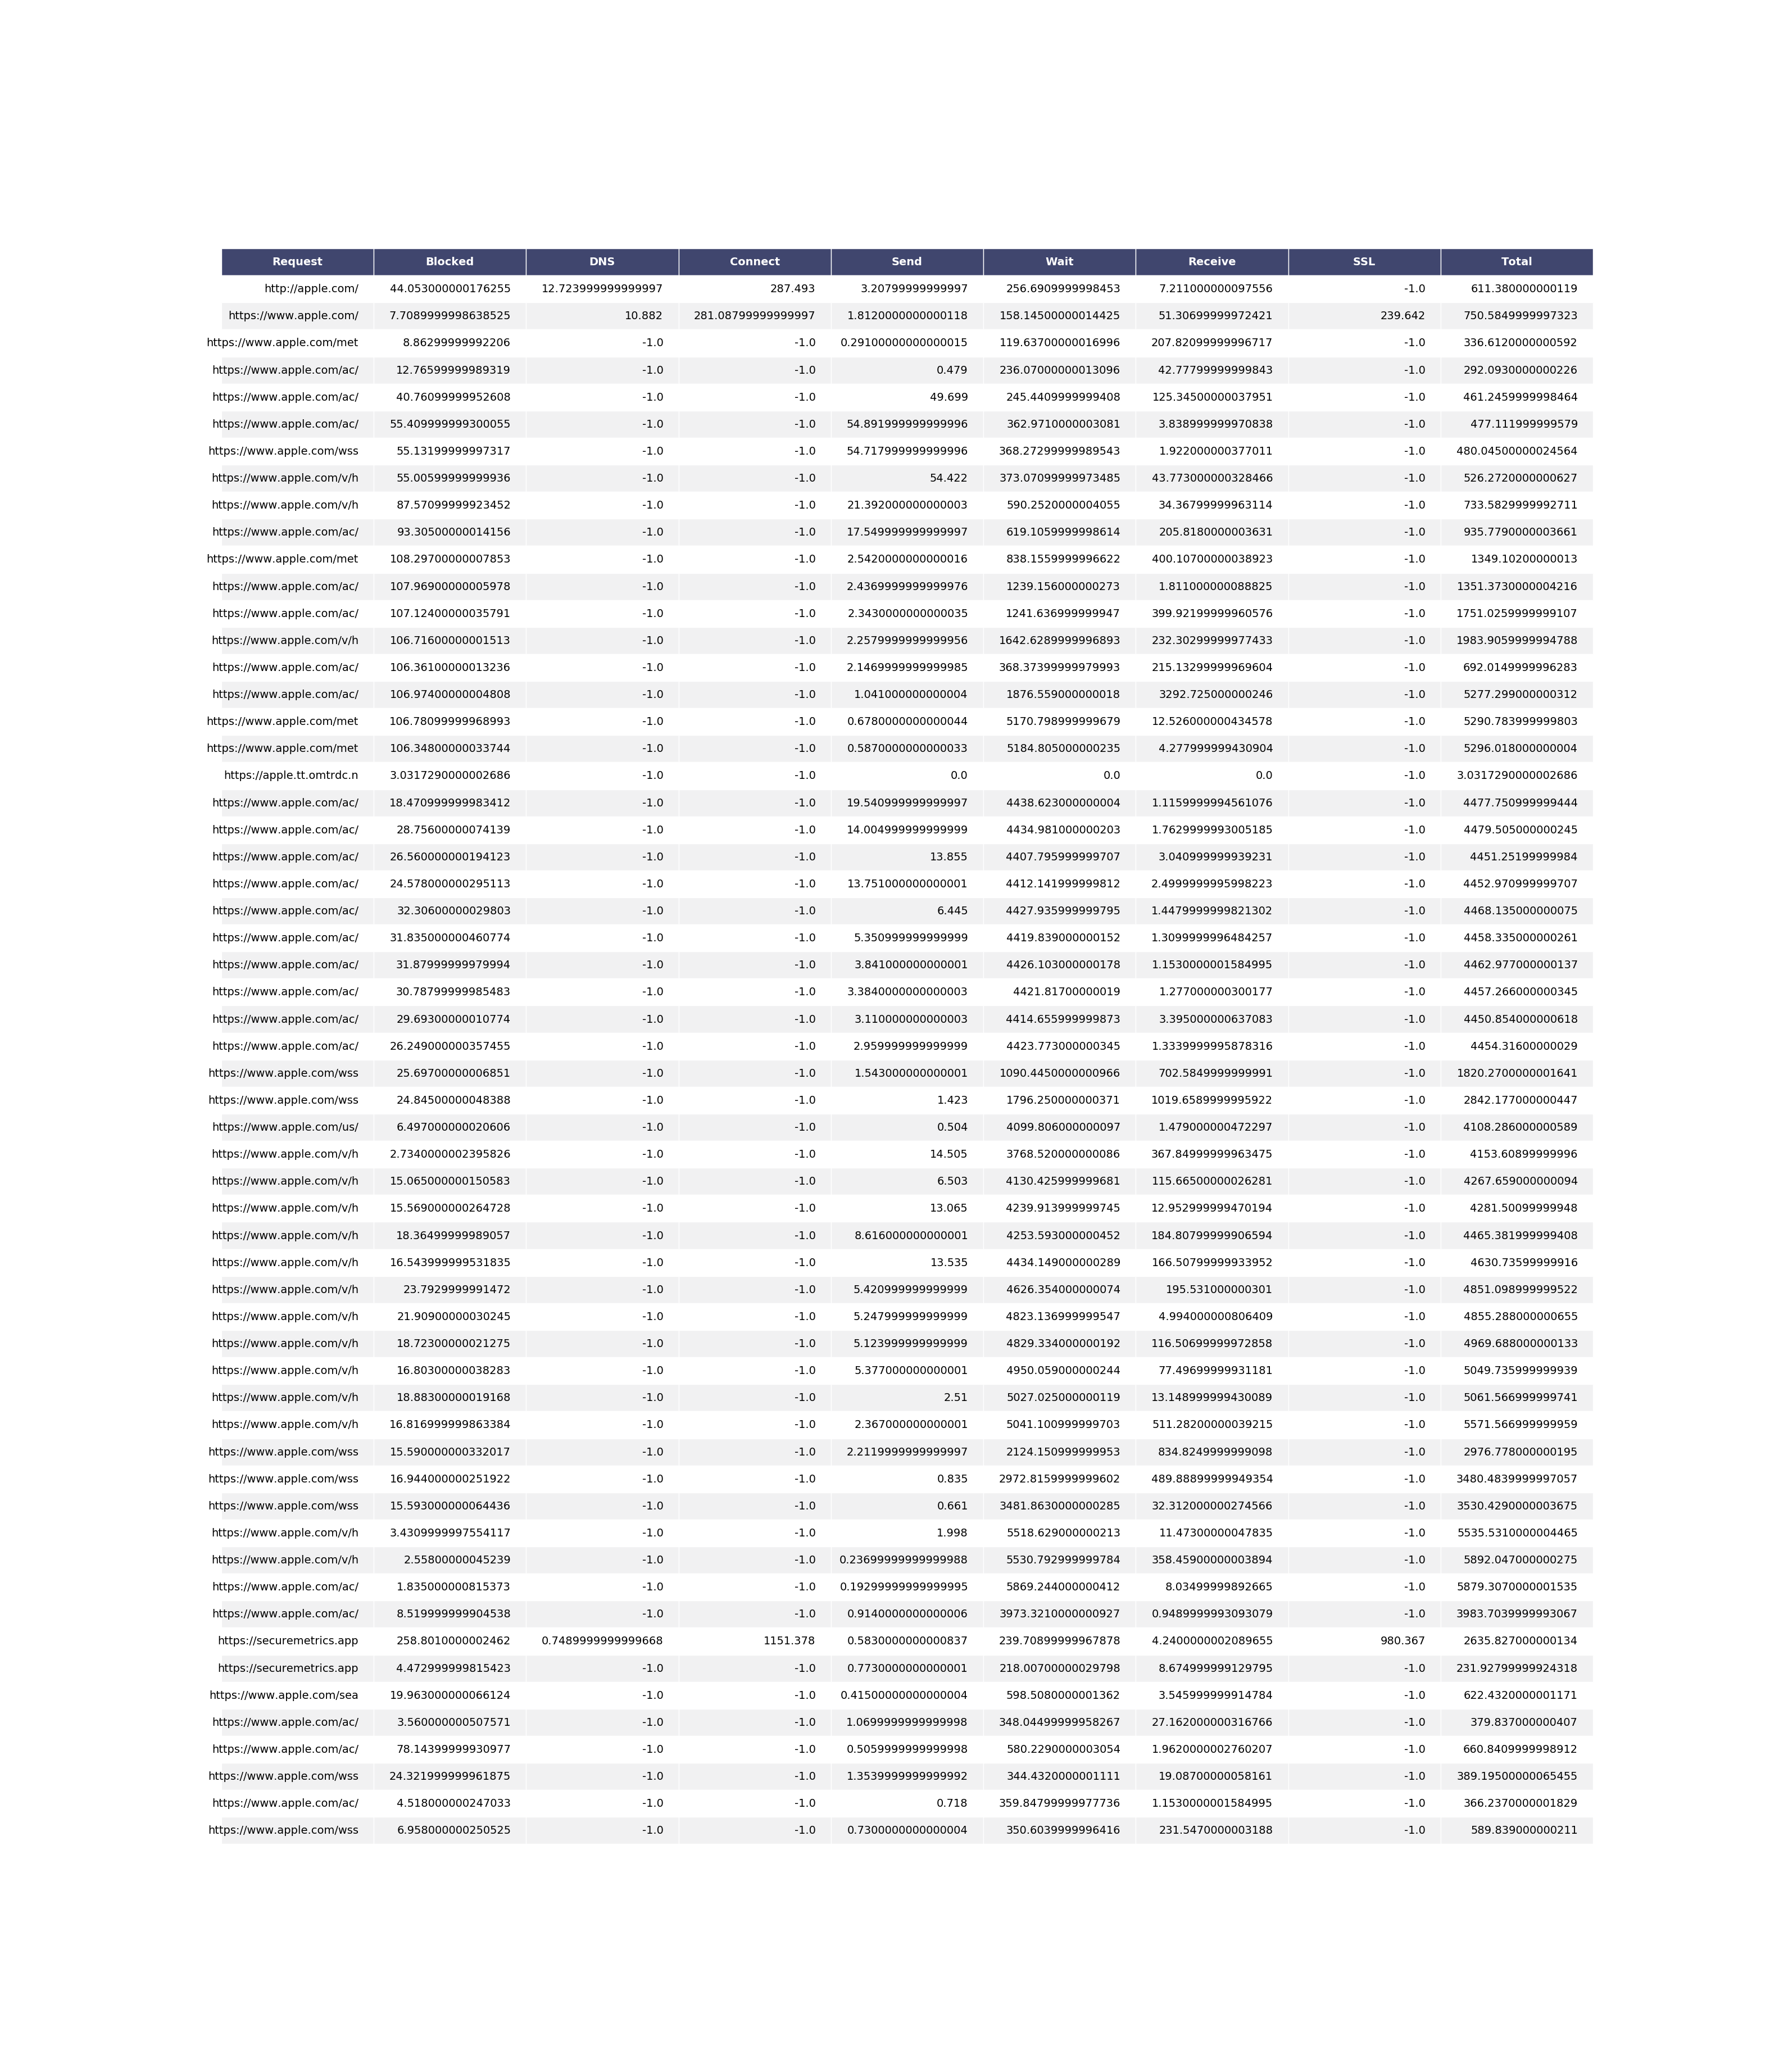 Request Blocked DNS Connect Send Wait Receive SSL Total
http://apple.com/ 44.053000000176255 12.723999999999997 287.493 3.20799999999997 256.6909999998453 7.211000000097556 -1.0 611.380000000119
https://www.apple.com/ 7.7089999998638525 10.882 281.08799999999997 1.8120000000000118 158.14500000014425 51.30699999972421 239.642 750.5849999997323
https://www.apple.com/met 8.86299999992206 -1.0 -1.0 0.29100000000000015 119.63700000016996 207.82099999996717 -1.0 336.6120000000592
https://www.apple.com/ac/ 12.76599999989319 -1.0 -1.0 0.479 236.07000000013096 42.77799999999843 -1.0 292.0930000000226
https://www.apple.com/ac/ 40.76099999952608 -1.0 -1.0 49.699 245.4409999999408 125.34500000037951 -1.0 461.2459999998464
https://www.apple.com/ac/ 55.409999999300055 -1.0 -1.0 54.891999999999996 362.9710000003081 3.838999999970838 -1.0 477.111999999579
https://www.apple.com/wss 55.13199999997317 -1.0 -1.0 54.717999999999996 368.27299999989543 1.922000000377011 -1.0 480.04500000024564
https://www.apple.com/v/h 55.00599999999936 -1.0 -1.0 54.422 373.07099999973485 43.773000000328466 -1.0 526.2720000000627
https://www.apple.com/v/h 87.57099999923452 -1.0 -1.0 21.392000000000003 590.2520000004055 34.36799999963114 -1.0 733.5829999992711
https://www.apple.com/ac/ 93.30500000014156 -1.0 -1.0 17.549999999999997 619.1059999998614 205.8180000003631 -1.0 935.7790000003661
https://www.apple.com/met 108.29700000007853 -1.0 -1.0 2.5420000000000016 838.1559999996622 400.10700000038923 -1.0 1349.10200000013
https://www.apple.com/ac/ 107.96900000005978 -1.0 -1.0 2.4369999999999976 1239.156000000273 1.811000000088825 -1.0 1351.3730000004216
https://www.apple.com/ac/ 107.12400000035791 -1.0 -1.0 2.3430000000000035 1241.636999999947 399.92199999960576 -1.0 1751.0259999999107
https://www.apple.com/v/h 106.71600000001513 -1.0 -1.0 2.2579999999999956 1642.6289999996893 232.30299999977433 -1.0 1983.9059999994788
https://www.apple.com/ac/ 106.36100000013236 -1.0 -1.0 2.1469999999999985 368.37399999979993 215.13299999969604 -1.0 692.0149999996283
https://www.apple.com/ac/ 106.97400000004808 -1.0 -1.0 1.041000000000004 1876.559000000018 3292.725000000246 -1.0 5277.299000000312
https://www.apple.com/met 106.78099999968993 -1.0 -1.0 0.6780000000000044 5170.798999999679 12.526000000434578 -1.0 5290.783999999803
https://www.apple.com/met 106.34800000033744 -1.0 -1.0 0.5870000000000033 5184.805000000235 4.277999999430904 -1.0 5296.018000000004
https://apple.tt.omtrdc.n 3.0317290000002686 -1.0 -1.0 0.0 0.0 0.0 -1.0 3.0317290000002686
https://www.apple.com/ac/ 18.470999999983412 -1.0 -1.0 19.540999999999997 4438.623000000004 1.1159999994561076 -1.0 4477.750999999444
https://www.apple.com/ac/ 28.75600000074139 -1.0 -1.0 14.004999999999999 4434.981000000203 1.7629999993005185 -1.0 4479.505000000245
https://www.apple.com/ac/ 26.560000000194123 -1.0 -1.0 13.855 4407.795999999707 3.040999999939231 -1.0 4451.25199999984
https://www.apple.com/ac/ 24.578000000295113 -1.0 -1.0 13.751000000000001 4412.141999999812 2.4999999995998223 -1.0 4452.970999999707
https://www.apple.com/ac/ 32.30600000029803 -1.0 -1.0 6.445 4427.935999999795 1.4479999999821302 -1.0 4468.135000000075
https://www.apple.com/ac/ 31.835000000460774 -1.0 -1.0 5.350999999999999 4419.839000000152 1.3099999996484257 -1.0 4458.335000000261
https://www.apple.com/ac/ 31.87999999979994 -1.0 -1.0 3.841000000000001 4426.103000000178 1.1530000001584995 -1.0 4462.977000000137
https://www.apple.com/ac/ 30.78799999985483 -1.0 -1.0 3.3840000000000003 4421.81700000019 1.277000000300177 -1.0 4457.266000000345
https://www.apple.com/ac/ 29.69300000010774 -1.0 -1.0 3.110000000000003 4414.655999999873 3.395000000637083 -1.0 4450.854000000618
https://www.apple.com/ac/ 26.249000000357455 -1.0 -1.0 2.959999999999999 4423.773000000345 1.3339999995878316 -1.0 4454.31600000029
https://www.apple.com/wss 25.69700000006851 -1.0 -1.0 1.543000000000001 1090.4450000000966 702.5849999999991 -1.0 1820.2700000001641
https://www.apple.com/wss 24.84500000048388 -1.0 -1.0 1.423 1796.250000000371 1019.6589999995922 -1.0 2842.177000000447
https://www.apple.com/us/ 6.497000000020606 -1.0 -1.0 0.504 4099.806000000097 1.479000000472297 -1.0 4108.286000000589
https://www.apple.com/v/h 2.7340000002395826 -1.0 -1.0 14.505 3768.520000000086 367.84999999963475 -1.0 4153.60899999996
https://www.apple.com/v/h 15.065000000150583 -1.0 -1.0 6.503 4130.425999999681 115.66500000026281 -1.0 4267.659000000094
https://www.apple.com/v/h 15.569000000264728 -1.0 -1.0 13.065 4239.913999999745 12.952999999470194 -1.0 4281.50099999948
https://www.apple.com/v/h 18.36499999989057 -1.0 -1.0 8.616000000000001 4253.593000000452 184.80799999906594 -1.0 4465.381999999408
https://www.apple.com/v/h 16.543999999531835 -1.0 -1.0 13.535 4434.149000000289 166.50799999933952 -1.0 4630.73599999916
https://www.apple.com/v/h 23.7929999991472 -1.0 -1.0 5.420999999999999 4626.354000000074 195.531000000301 -1.0 4851.098999999522
https://www.apple.com/v/h 21.90900000030245 -1.0 -1.0 5.247999999999999 4823.136999999547 4.994000000806409 -1.0 4855.288000000655
https://www.apple.com/v/h 18.72300000021275 -1.0 -1.0 5.123999999999999 4829.334000000192 116.50699999972858 -1.0 4969.688000000133
https://www.apple.com/v/h 16.80300000038283 -1.0 -1.0 5.377000000000001 4950.059000000244 77.49699999931181 -1.0 5049.735999999939
https://www.apple.com/v/h 18.88300000019168 -1.0 -1.0 2.51 5027.025000000119 13.148999999430089 -1.0 5061.566999999741
https://www.apple.com/v/h 16.816999999863384 -1.0 -1.0 2.367000000000001 5041.100999999703 511.28200000039215 -1.0 5571.566999999959
https://www.apple.com/wss 15.590000000332017 -1.0 -1.0 2.2119999999999997 2124.150999999953 834.8249999999098 -1.0 2976.778000000195
https://www.apple.com/wss 16.944000000251922 -1.0 -1.0 0.835 2972.8159999999602 489.88899999949354 -1.0 3480.4839999997057
https://www.apple.com/wss 15.593000000064436 -1.0 -1.0 0.661 3481.8630000000285 32.312000000274566 -1.0 3530.4290000003675
https://www.apple.com/v/h 3.4309999997554117 -1.0 -1.0 1.998 5518.629000000213 11.47300000047835 -1.0 5535.5310000004465
https://www.apple.com/v/h 2.55800000045239 -1.0 -1.0 0.23699999999999988 5530.792999999784 358.45900000003894 -1.0 5892.047000000275
https://www.apple.com/ac/ 1.835000000815373 -1.0 -1.0 0.19299999999999995 5869.244000000412 8.03499999892665 -1.0 5879.3070000001535
https://www.apple.com/ac/ 8.519999999904538 -1.0 -1.0 0.9140000000000006 3973.3210000000927 0.9489999993093079 -1.0 3983.7039999993067
https://securemetrics.app 258.8010000002462 0.7489999999999668 1151.378 0.5830000000000837 239.70899999967878 4.2400000002089655 980.367 2635.827000000134
https://securemetrics.app 4.472999999815423 -1.0 -1.0 0.7730000000000001 218.00700000029798 8.674999999129795 -1.0 231.92799999924318
https://www.apple.com/sea 19.963000000066124 -1.0 -1.0 0.41500000000000004 598.5080000001362 3.545999999914784 -1.0 622.4320000001171
https://www.apple.com/ac/ 3.560000000507571 -1.0 -1.0 1.0699999999999998 348.04499999958267 27.162000000316766 -1.0 379.837000000407
https://www.apple.com/ac/ 78.14399999930977 -1.0 -1.0 0.5059999999999998 580.2290000003054 1.9620000002760207 -1.0 660.8409999998912
https://www.apple.com/wss 24.321999999961875 -1.0 -1.0 1.3539999999999992 344.4320000001111 19.08700000058161 -1.0 389.19500000065455
https://www.apple.com/ac/ 4.518000000247033 -1.0 -1.0 0.718 359.84799999977736 1.1530000001584995 -1.0 366.2370000001829
https://www.apple.com/wss 6.958000000250525 -1.0 -1.0 0.7300000000000004 350.6039999996416 231.5470000003188 -1.0 589.839000000211